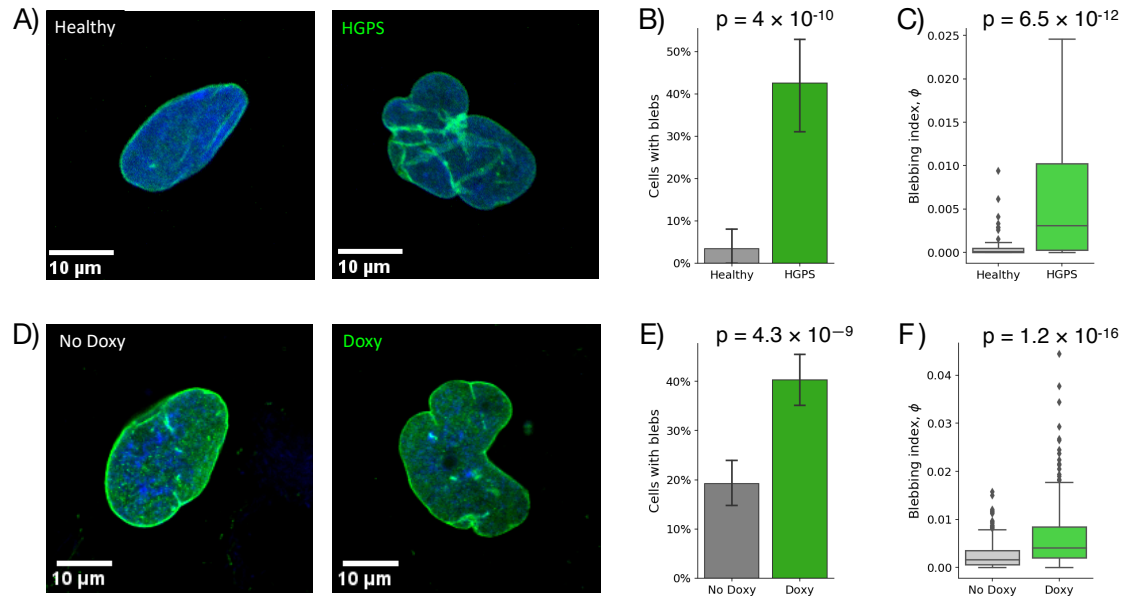 A)
Healthy
10 µm
HGPS
10 µm
B)
p = 4 × 10-10
Cells with blebs
50%
40%
30%
20%
10%
0%
Healthy
HGPS
C)
p = 6.5 × 10-12
Blebbing index, ϕ
0.025
0.020
0.015
0.010
0.005
0.000
Healthy
HGPS
D)
No Doxy
10 µm
Doxy
10 µm
E)
p = 4.3 × 10−9
Cells with blebs
40%
30%
20%
10%
0%
No Doxy
Doxy
F)
p = 1.2 × 10-16
Blebbing index, ϕ
0.04
0.03
0.02
0.01
0.00
No Doxy
Doxy